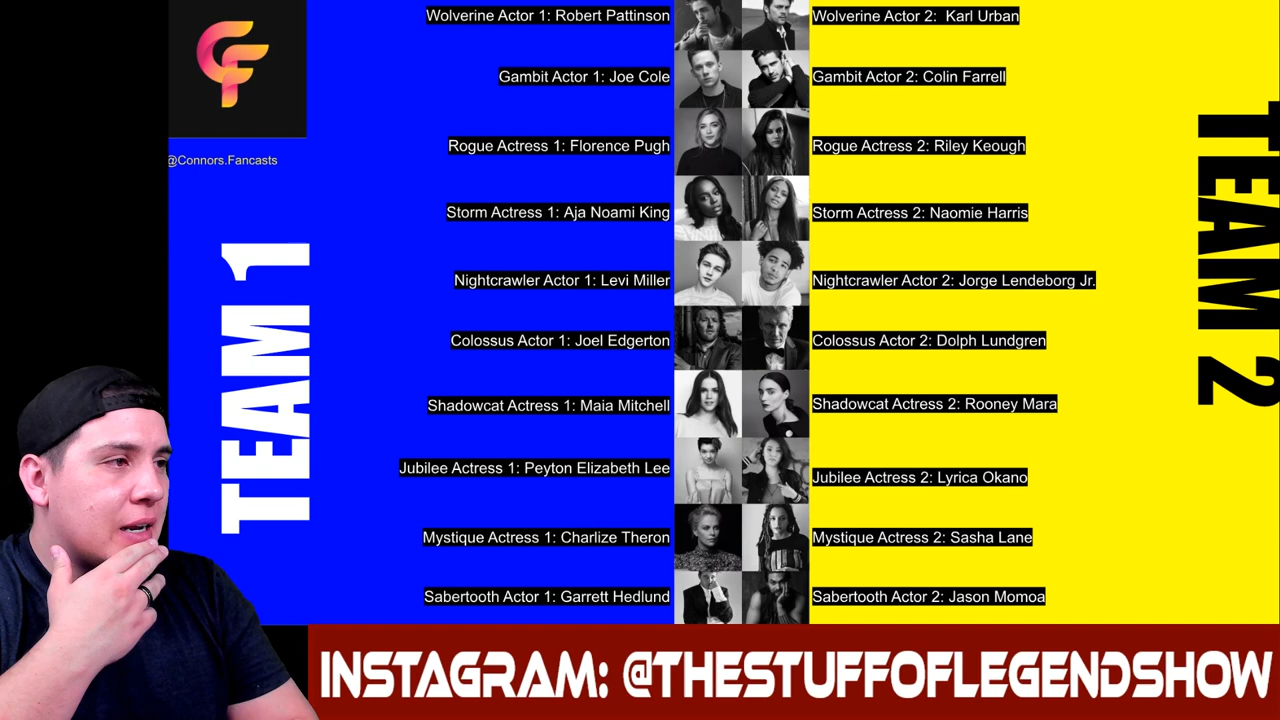 Wolverine Actor 1: Robert Pattinson
Wolverine Actor 2: Karl Urban
Gambit Actor 1: Joe Cole
Gambit Actor 2: Colin Farrell
Rogue Actress 1: Florence Pugh
Rogue Actress 2: Riley Keough
@Connors.Fancasts
Storm Actress 1: Aja Noami King
Storm Actress 2: Naomie Harris
Nightcrawler Actor 1: Levi Miller
Nightcrawler Actor 2: Jorge Lendeborg Jr.
Colossus Actor 1: Joel Edgerton
Colossus Actor 2: Dolph Lundgren
Shadowcat Actress 1: Maia Mitchell
Shadowcat Actress 2: Rooney Mara
Jubilee Actress 1: Peyton Elizabeth Lee
Jubilee Actress 2: Lyrica Okano
Mystique Actress 1: Charlize Theron
Mystique Actress 2: Sasha Lane
Sabertooth Actor 1: Garrett Hedlund
Sabertooth Actor 2: Jason Momoa
TEAM 1
TEAM 2
INSTAGRAM: @THESTUFFOFLEGENDSHOW